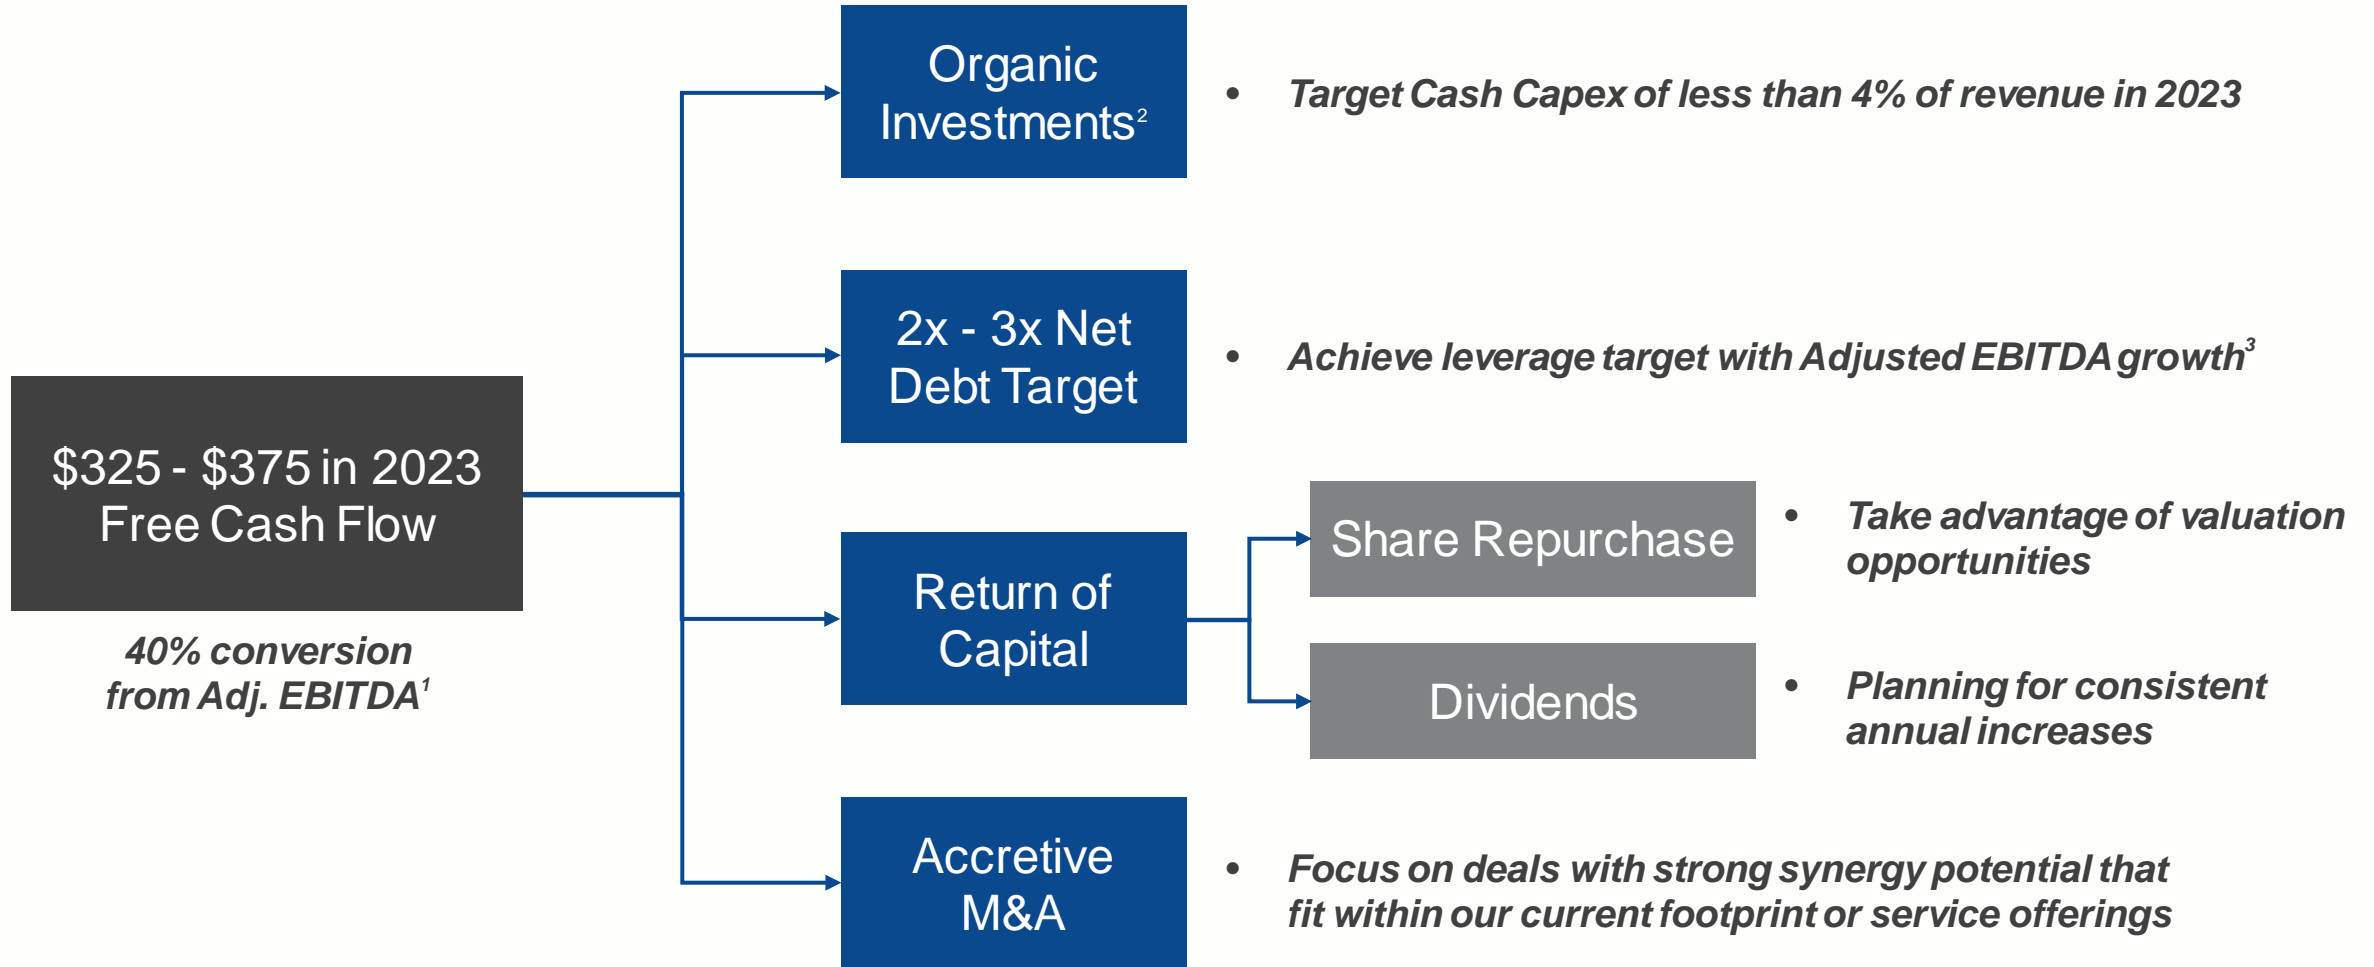 Organic
Investments²
• Target Cash Capex of less than 4% of revenue in 2023
2x - 3x Net
Debt Target
• Achieve leverage target with Adjusted EBITDA growth³
$325 - $375 in 2023
Free Cash Flow
40% conversion
from Adj. EBITDA¹
Return of
Capital
Share Repurchase
• Take advantage of valuation
opportunities
Dividends
• Planning for consistent
annual increases
Accretive
M&A
• Focus on deals with strong synergy potential that
fit within our current footprint or service offerings